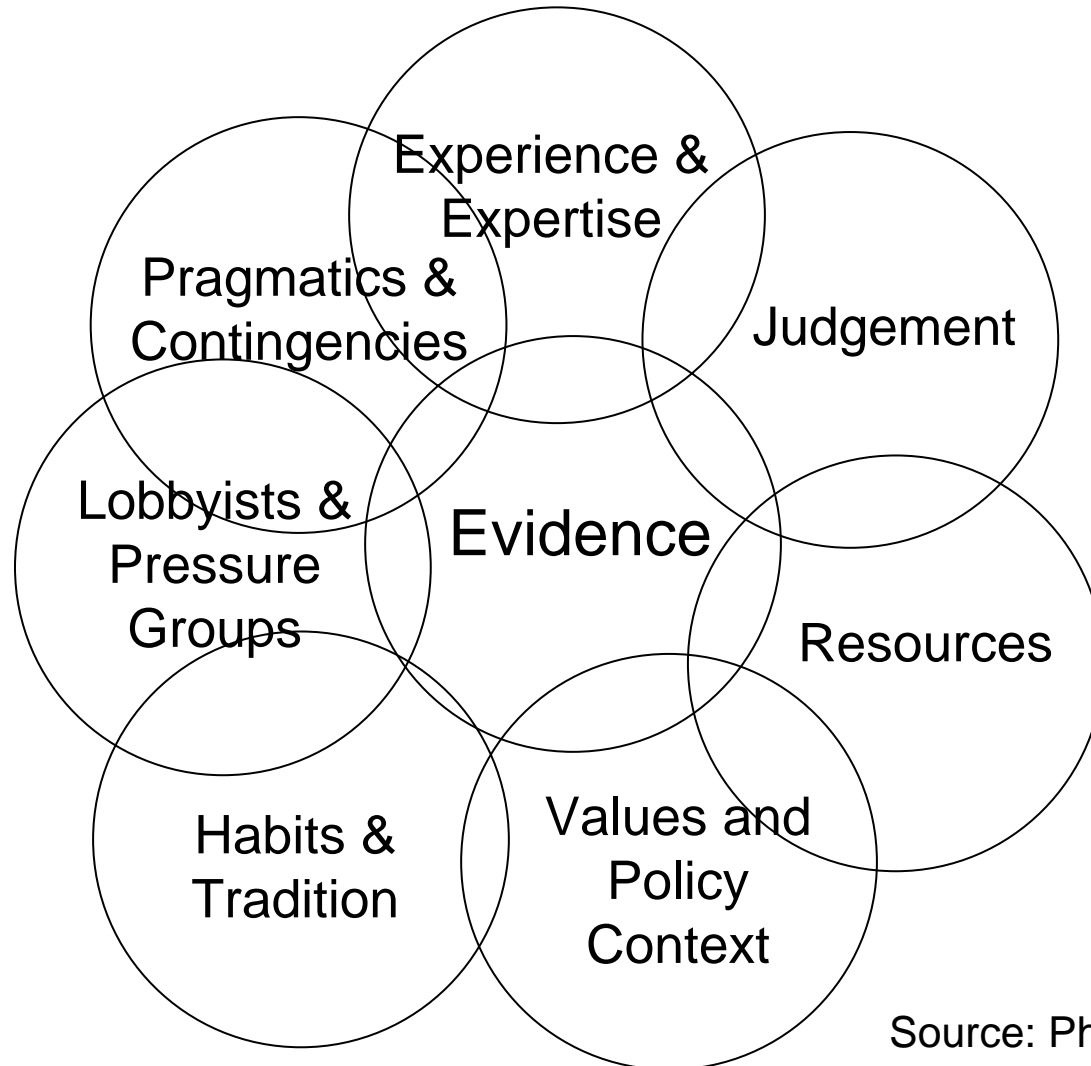 Experience &
Expertise
Pragmatics &
Contingencies
Judgement
Lobbyists &
Pressure
Groups
Evidence
Resources
Habits &
Tradition
Values and
Policy
Context
Source: Ph